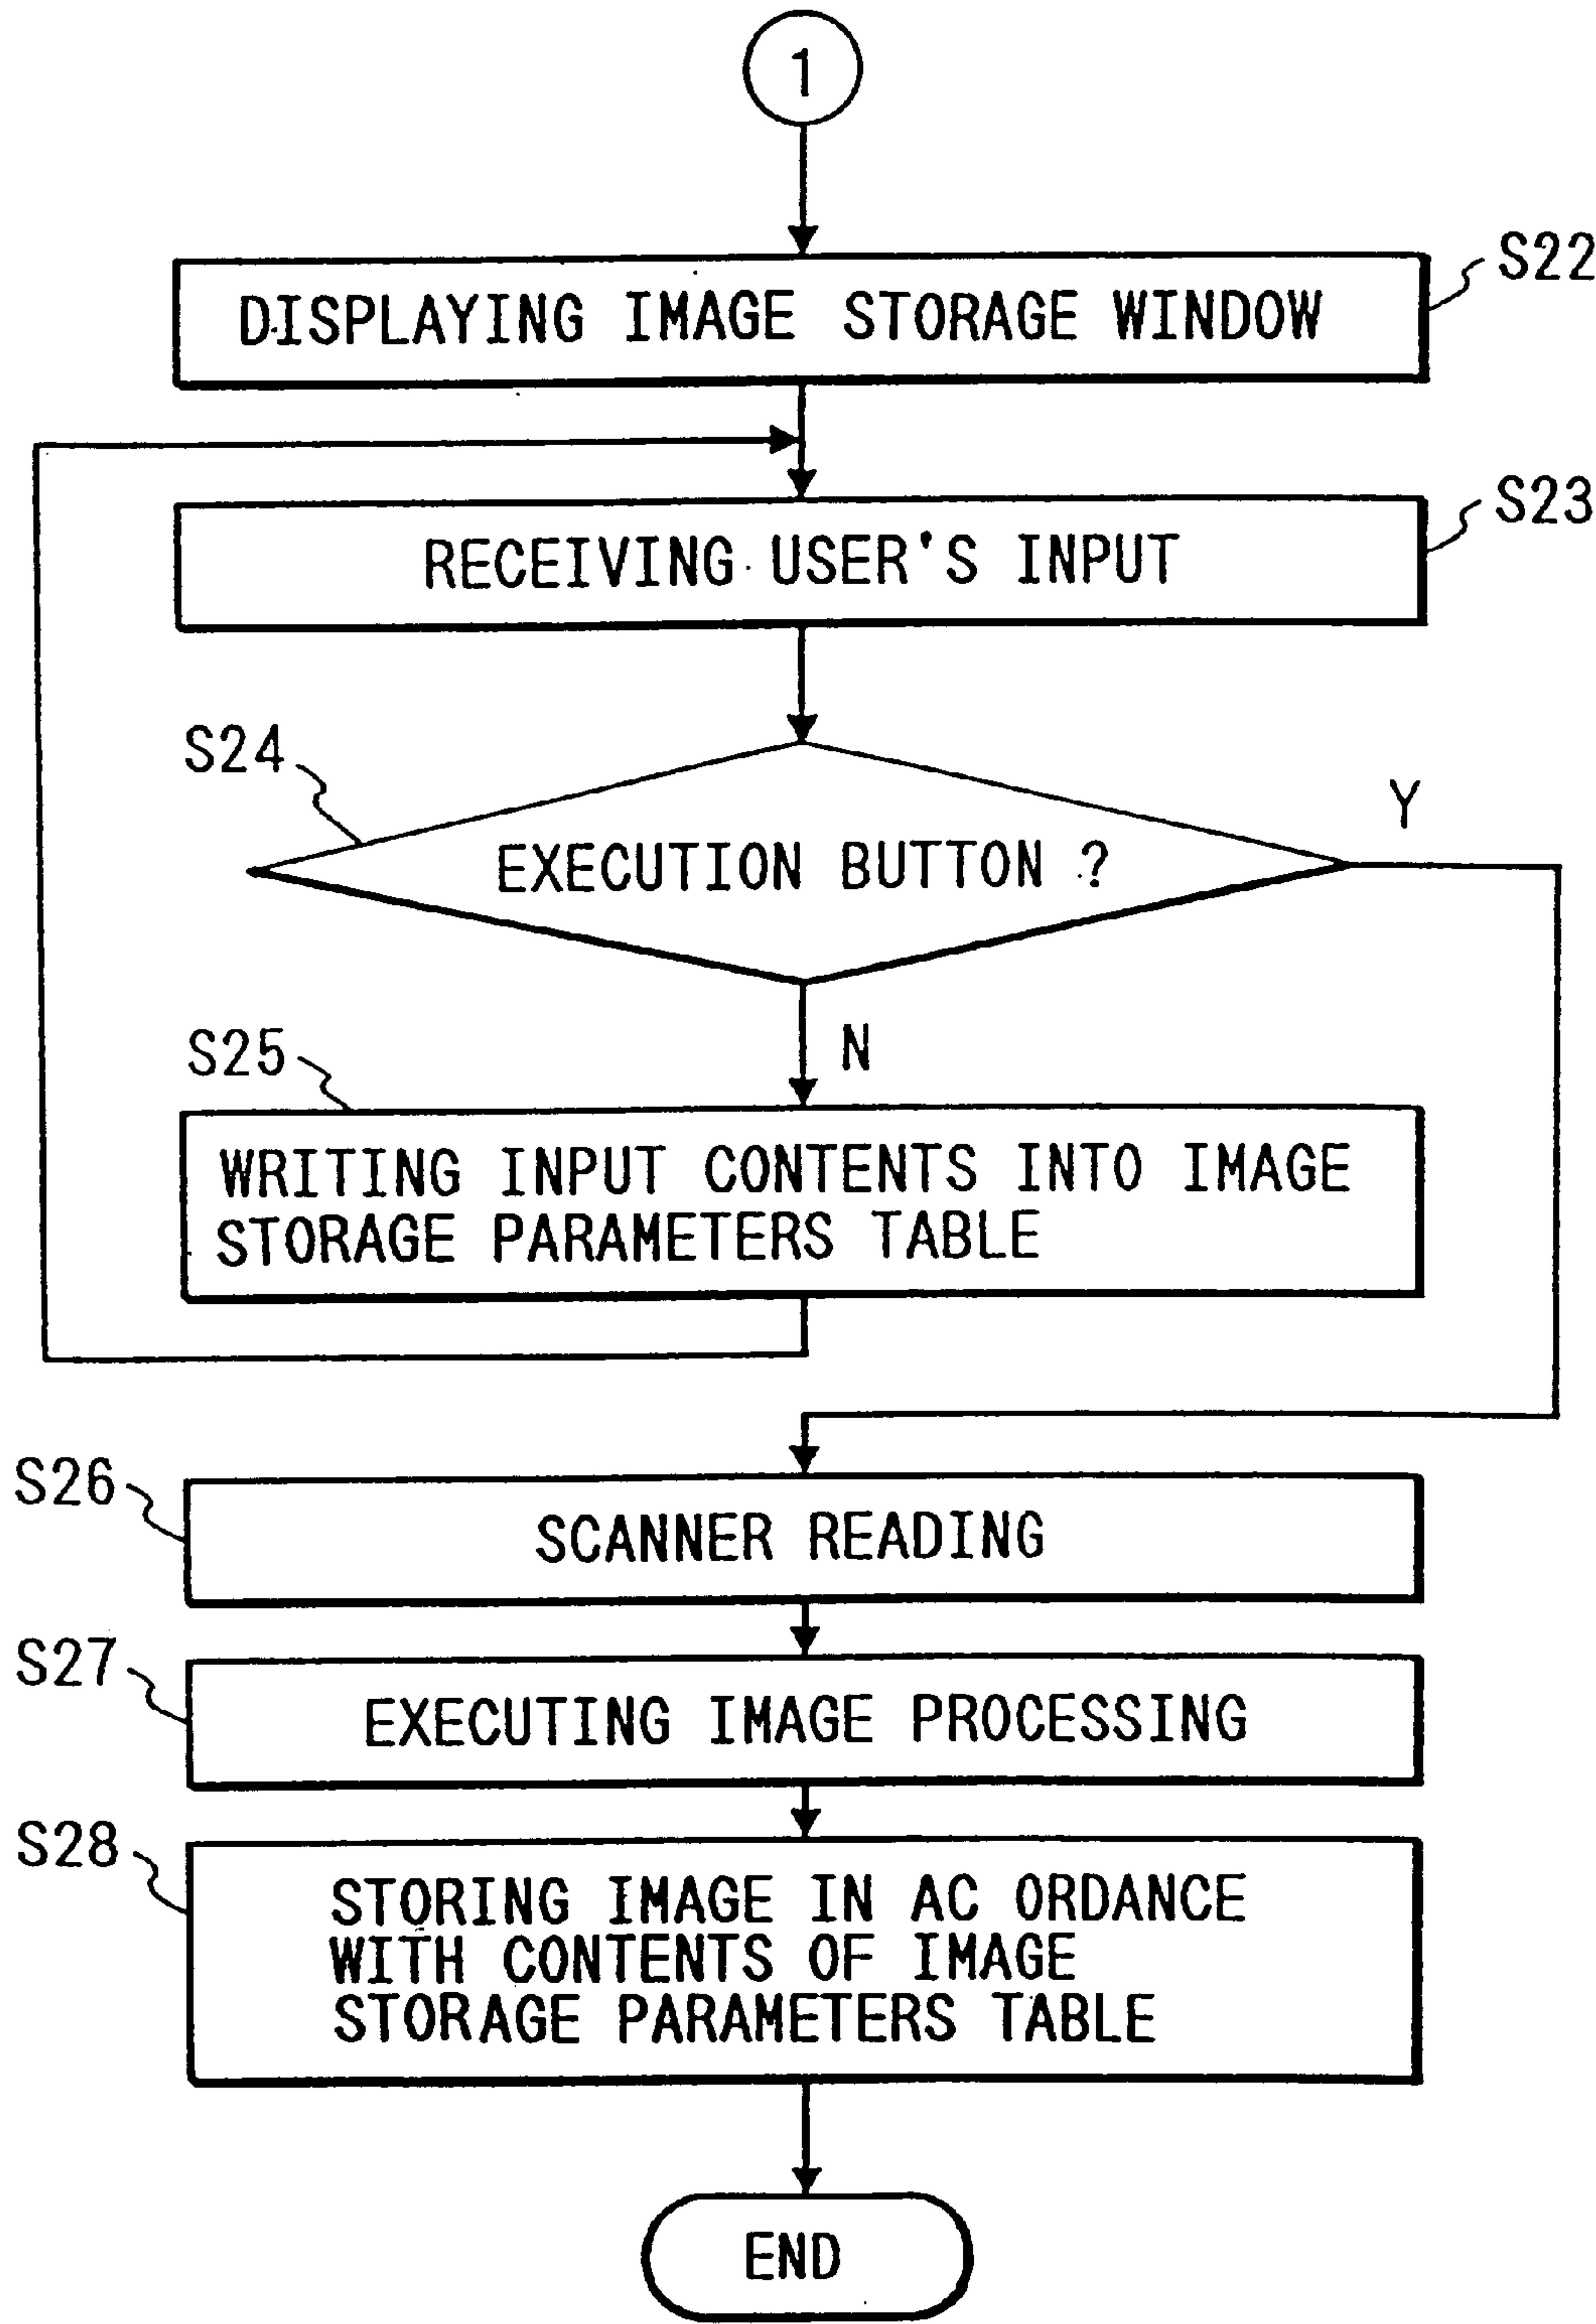 1
DISPLAYING IMAGE STORAGE WINDOW
S22
RECEIVING USER'S INPUT
S23
S24
EXECUTION BUTTON ?
Y
N
S25
WRITING INPUT CONTENTS INTO IMAGE
STORAGE PARAMETERS TABLE
S26
SCANNER READING
S27
EXECUTING IMAGE PROCESSING
S28
STORING IMAGE IN AC ORDANCE
WITH CONTENTS OF IMAGE
STORAGE PARAMETERS TABLE
END